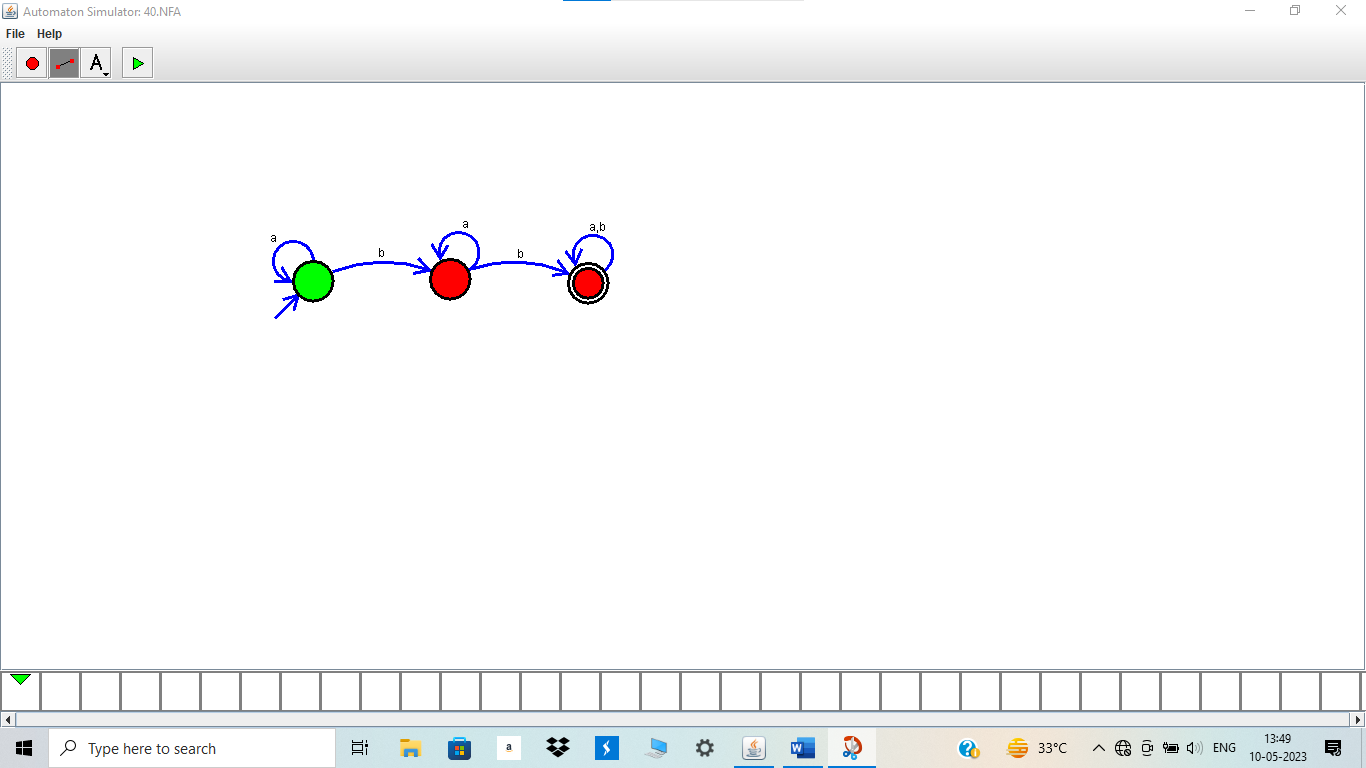 Automaton Simulator: 40.NFA
File Help
A
a
b
a
b
a,b
Type here to search
a
W
33°C
ENG
13:49
10-05-2023